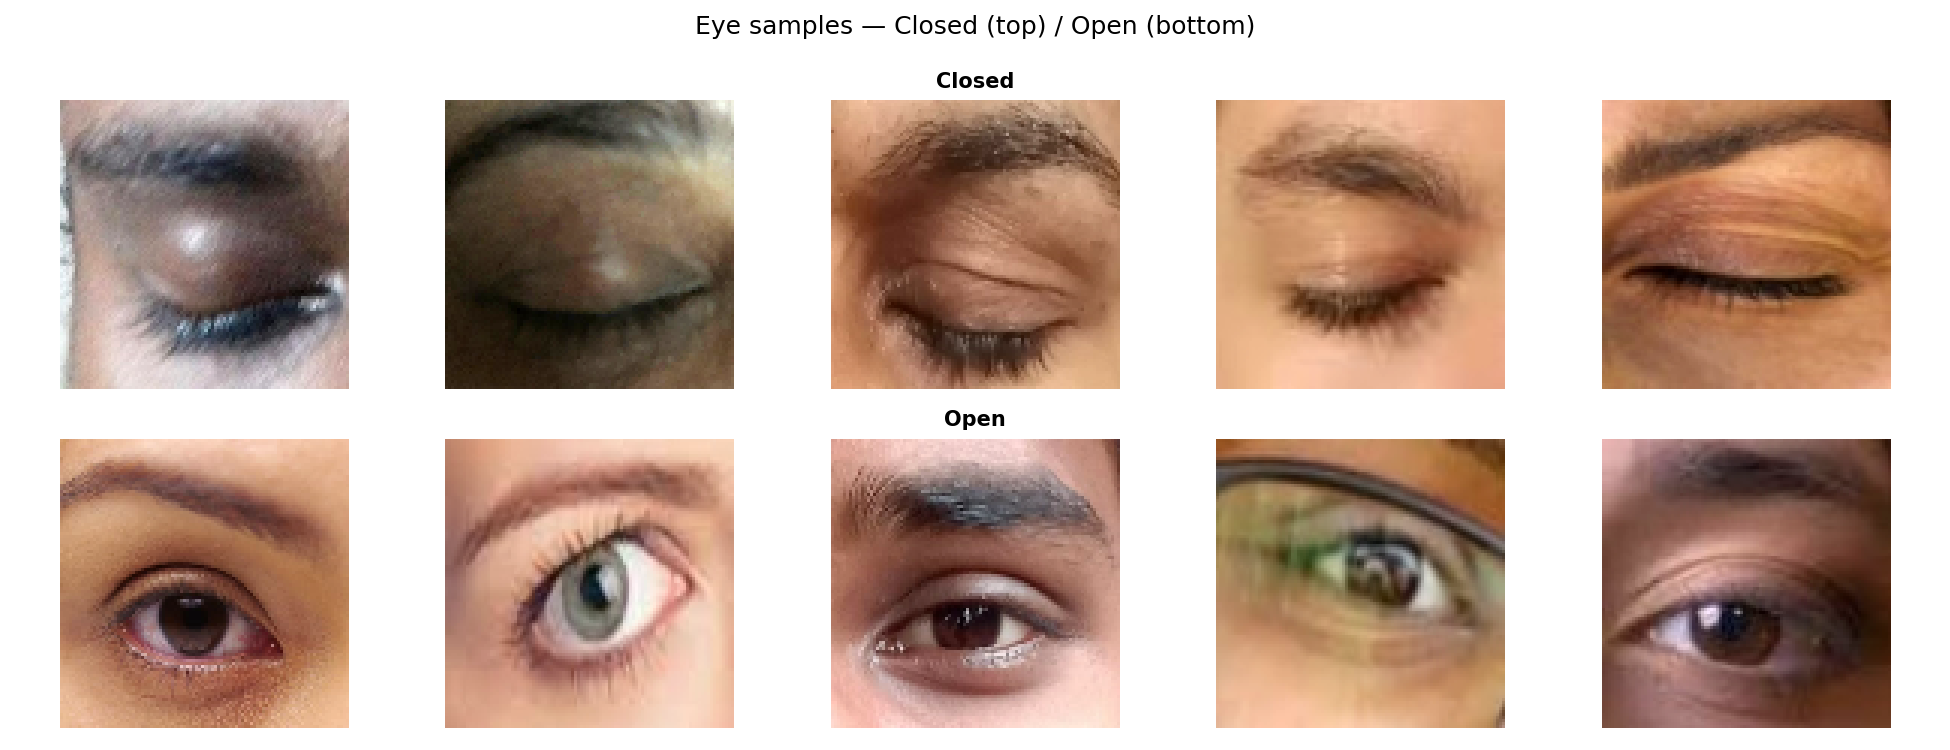 Eye samples — Closed (top) / Open (bottom)
Closed
Open